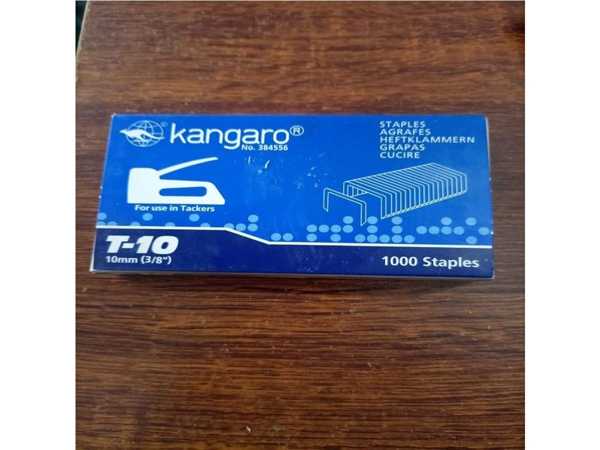 kangaro®
No. 384556
STAPLES
AGRAFES
HEFTKLAMMERN
GRAPAS
CUCIRE
For use in Tackers
T-10
10mm (3/8")
1000 Staples